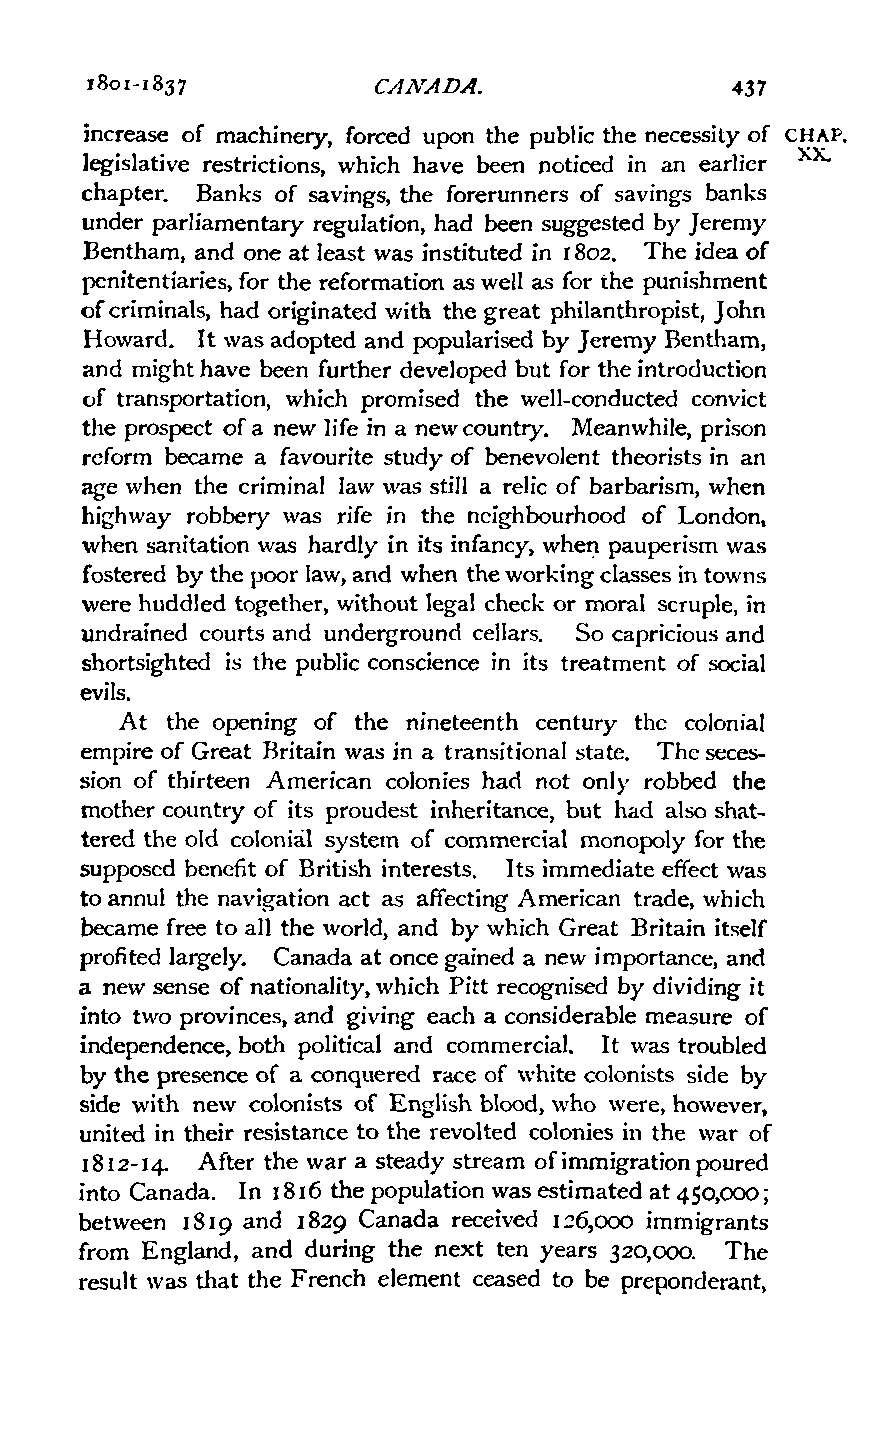 1801-1837 CANADA. 437
increase of machinery, forced upon the public the necessity of CHAP.
legislative restrictions, which have been noticed in an earlier XX.
chapter. Banks of savings, the forerunners of savings banks
under parliamentary regulation, had been suggested by Jeremy
Bentham, and one at least was instituted in 1802. The idea of
penitentiaries, for the reformation as well as for the punishment
of criminals, had originated with the great philanthropist, John
Howard. It was adopted and popularised by Jeremy Bentham,
and might have been further developed but for the introduction
of transportation, which promised the well-conducted convict
the prospect of a new life in a new country. Meanwhile, prison
reform became a favourite study of benevolent theorists in an
age when the criminal law was still a relic of barbarism, when
highway robbery was rife in the neighbourhood of London,
when sanitation was hardly in its infancy, when pauperism was
fostered by the poor law, and when the working classes in towns
were huddled together, without legal check or moral scruple, in
undrained courts and underground cellars. So capricious and
shortsighted is the public conscience in its treatment of social
evils.
At the opening of the nineteenth century the colonial
empire of Great Britain was in a transitional state. The seces-
sion of thirteen American colonies had not only robbed the
mother country of its proudest inheritance, but had also shat-
tered the old colonial system of commercial monopoly for the
supposed benefit of British interests. Its immediate effect was
to annul the navigation act as affecting American trade, which
became free to all the world, and by which Great Britain itself
profited largely. Canada at once gained a new importance, and
a new sense of nationality, which Pitt recognised by dividing it
into two provinces, and giving each a considerable measure of
independence, both political and commercial. It was troubled
by the presence of a conquered race of white colonists side by
side with new colonists of English blood, who were, however,
united in their resistance to the revolted colonies in the war of
1812-14. After the war a steady stream of immigration poured
into Canada. In 1816 the population was estimated at 450,000;
between 1819 and 1829 Canada received 126,000 immigrants
from England, and during the next ten years 320,000. The
result was that the French element ceased to be preponderant,